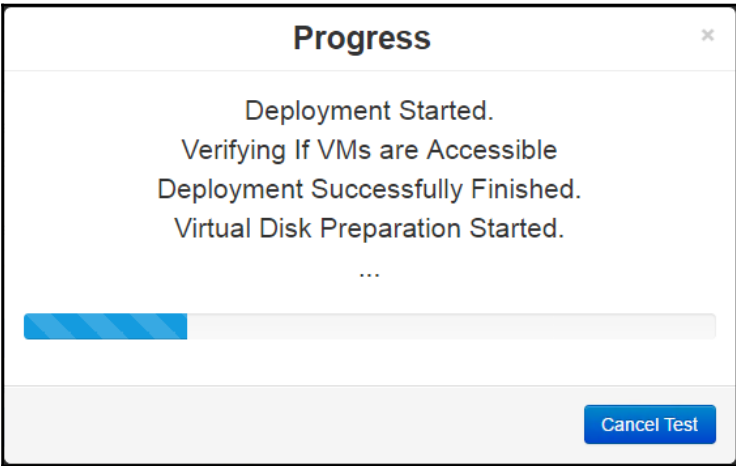 Progress
×
Deployment Started.
Verifying If VMs are Accessible
Deployment Successfully Finished.
Virtual Disk Preparation Started.
...
Cancel Test